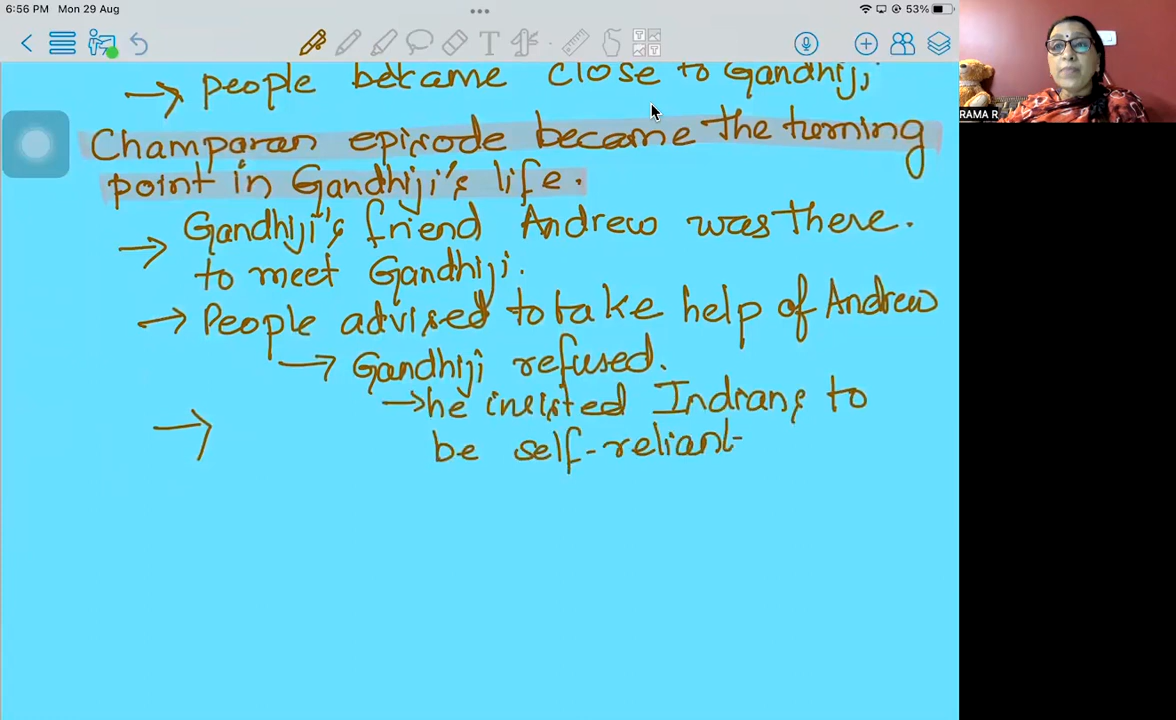 6:56 PM Mon 29 Aug
53%
T
RAMA R
→ people became close to Gandhiji
Champaran episode became the turning
point in Gandhiji's life.
→ Gandhiji's friend Andrew was there.
to meet Gandhiji.
→ People advised to take help of Andrew
→ Gandhiji refused.
→ he insisted Indians to
→ be self-reliant